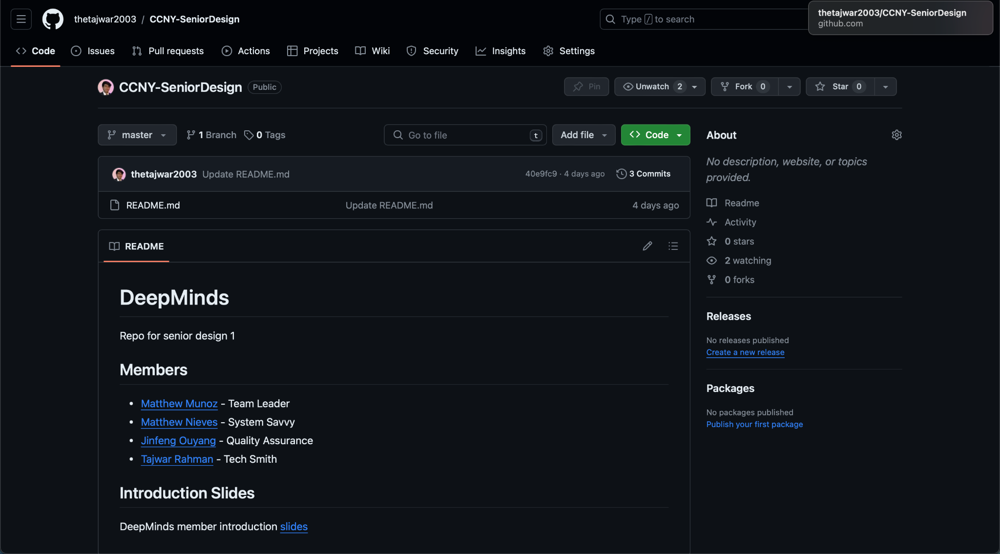 thetajwar2003 / CCNY-SeniorDesign
Type / to search
thetajwar2003/CCNY-SeniorDesign
github.com
Code Issues Pull requests Actions Projects Wiki Security Insights Settings
CCNY-SeniorDesign Public
Pin Unwatch 2 Fork 0 Star 0
master 1 Branch 0 Tags Go to file t Add file Code
thetajwar2003 Update README.md 40e9fc9 · 4 days ago 3 Commits
README.md Update README.md 4 days ago
README
DeepMinds
Repo for senior design 1
Members
• Matthew Munoz - Team Leader
• Matthew Nieves - System Savvy
• Jinfeng Ouyang - Quality Assurance
• Tajwar Rahman - Tech Smith
Introduction Slides
DeepMinds member introduction slides
About
No description, website, or topics
provided.
Readme
Activity
0 stars
2 watching
0 forks
Releases
No releases published
Create a new release
Packages
No packages published
Publish your first package